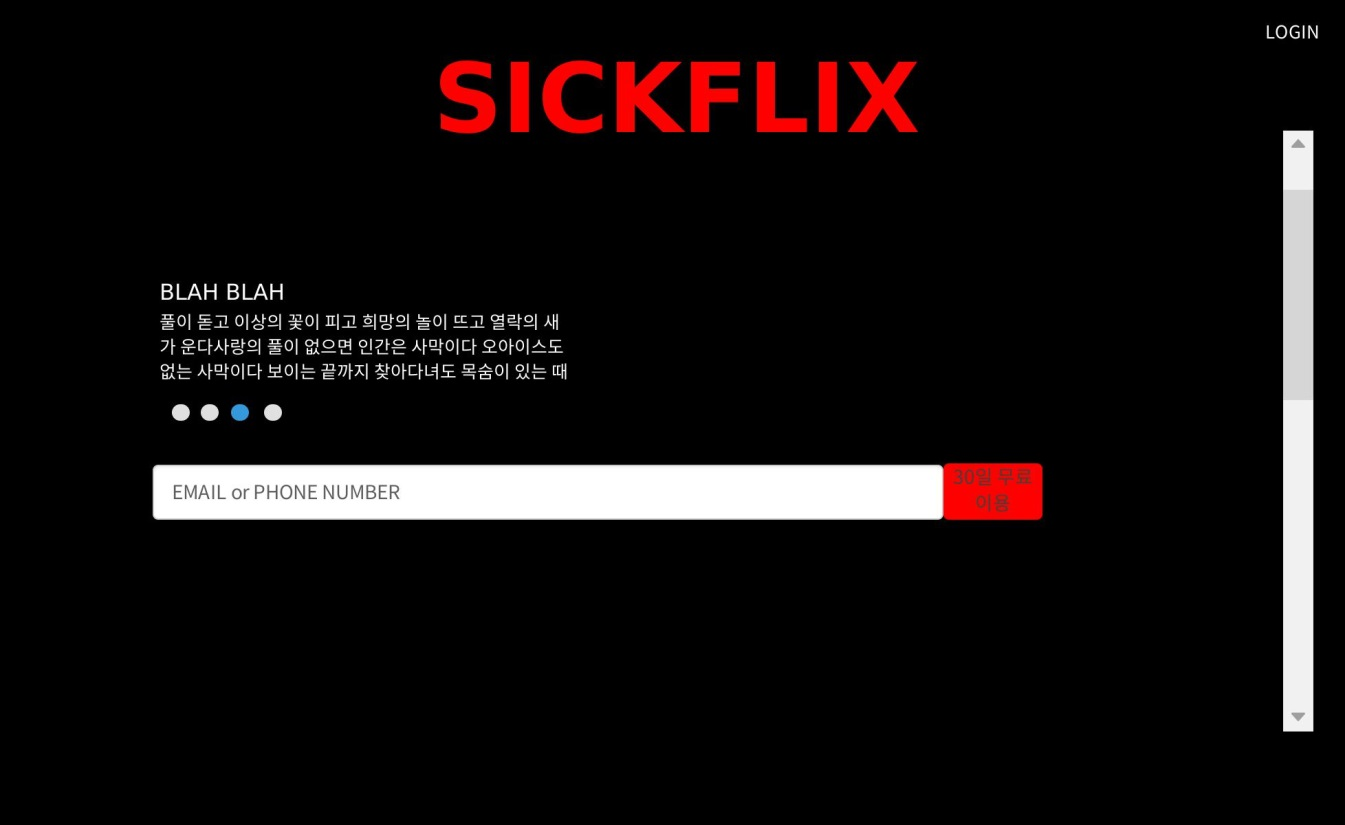 LOGIN
SICKFLIX
BLAH BLAH
풀이 돋고 이상의 꽃이 피고 희망의 놀이 뜨고 열락의 새
가 운다사랑의 풀이 없으면 인간은 사막이다 오아이스도
없는 사막이다 보이는 끝까지 찾아다녀도 목숨이 있는 때
EMAIL or PHONE NUMBER
30일 무료
이용